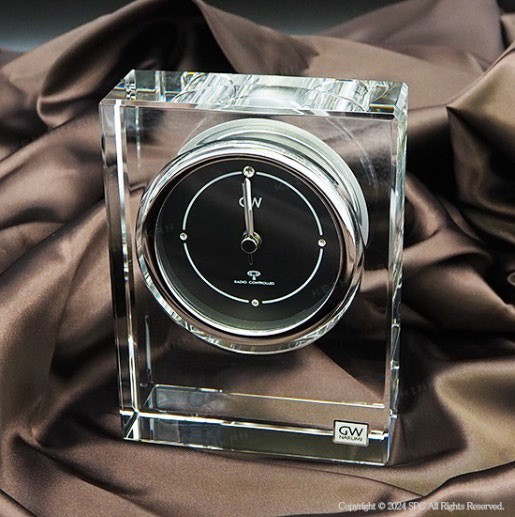 GW
RADIO CONTROLLED
GW
NARUMI
Copyright © 2024 SPG All Rights Reserved.